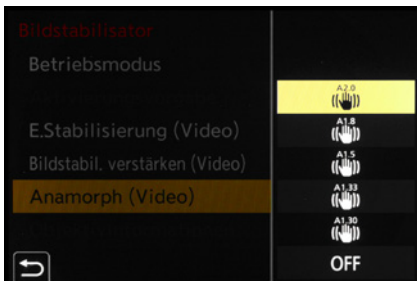 Bildstabilisator
Betriebsmodus
E.Stabilisierung (Video)
Bildstabil. verstärken (Video)
Anamorph (Video)
A2.0
A1.8
A1.5
A1.33
A1.30
OFF